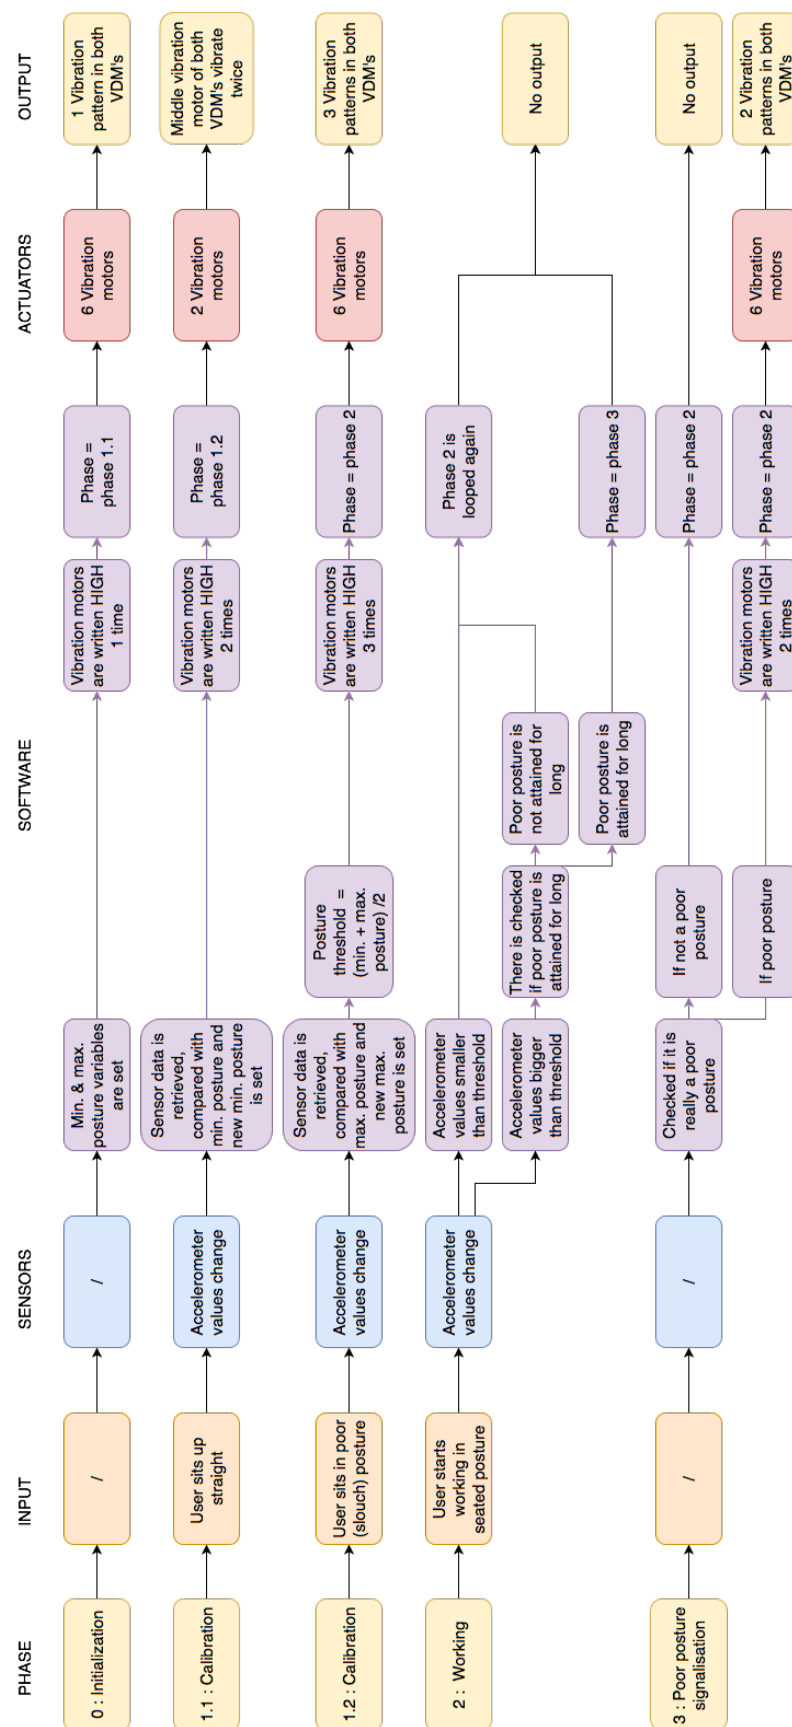 PHASE
INPUT
SENSORS
SOFTWARE
ACTUATORS
OUTPUT
0 : Initialization
/
/
Min. & max.
posture variables
are set
Vibration motors
are written HIGH
1 time
Phase =
phase 1.1
6 Vibration
motors
1 Vibration
pattern in both
VDM's
1.1 : Calibration
User sits up
straight
Accelerometer
values change
Sensor data is
retrieved,
compared with
min. posture and
new min. posture
is set
Vibration motors
are written HIGH
2 times
Phase =
phase 1.2
2 Vibration
motors
Middle vibration
motor of both
VDM's vibrate
twice
1.2 : Calibration
User sits in poor
(slouch) posture
Accelerometer
values change
Sensor data is
retrieved,
compared with
max. posture and
new max.
posture is set
Posture
threshold =
(min. + max.
posture) /2
Vibration motors
are written HIGH
3 times
Phase = phase 2
6 Vibration
motors
3 Vibration
patterns in both
VDM's
2 : Working
User starts
working in
seated posture
Accelerometer
values change
Accelerometer
values smaller
than threshold
Phase 2 is
looped again
No output
Accelerometer
values bigger
than threshold
There is checked
if poor posture is
attained for long
Poor posture is
not attained for
long
Poor posture is
attained for long
Phase = phase 3
3 : Poor posture
signalisation
/
/
Checked if it is
really a poor
posture
If not a poor
posture
Phase = phase 2
No output
If poor posture
Vibration motors
are written HIGH
2 times
Phase = phase 2
6 Vibration
motors
2 Vibration
patterns in both
VDM's